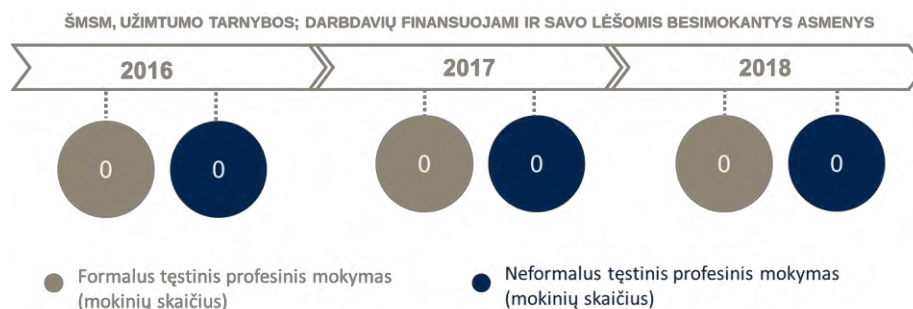 ŠMSM, UŽIMTUMO TARNYBOS; DARBDAVIŲ FINANSUOJAMI IR SAVO LĖŠOMIS BESIMOKANTYS ASMENYS
2016 2017 2018
0 0 0 0 0 0
Formalus tęstinis profesinis mokymas
(mokinių skaičius)
Neformalus tęstinis profesinis mokymas
(mokinių skaičius)